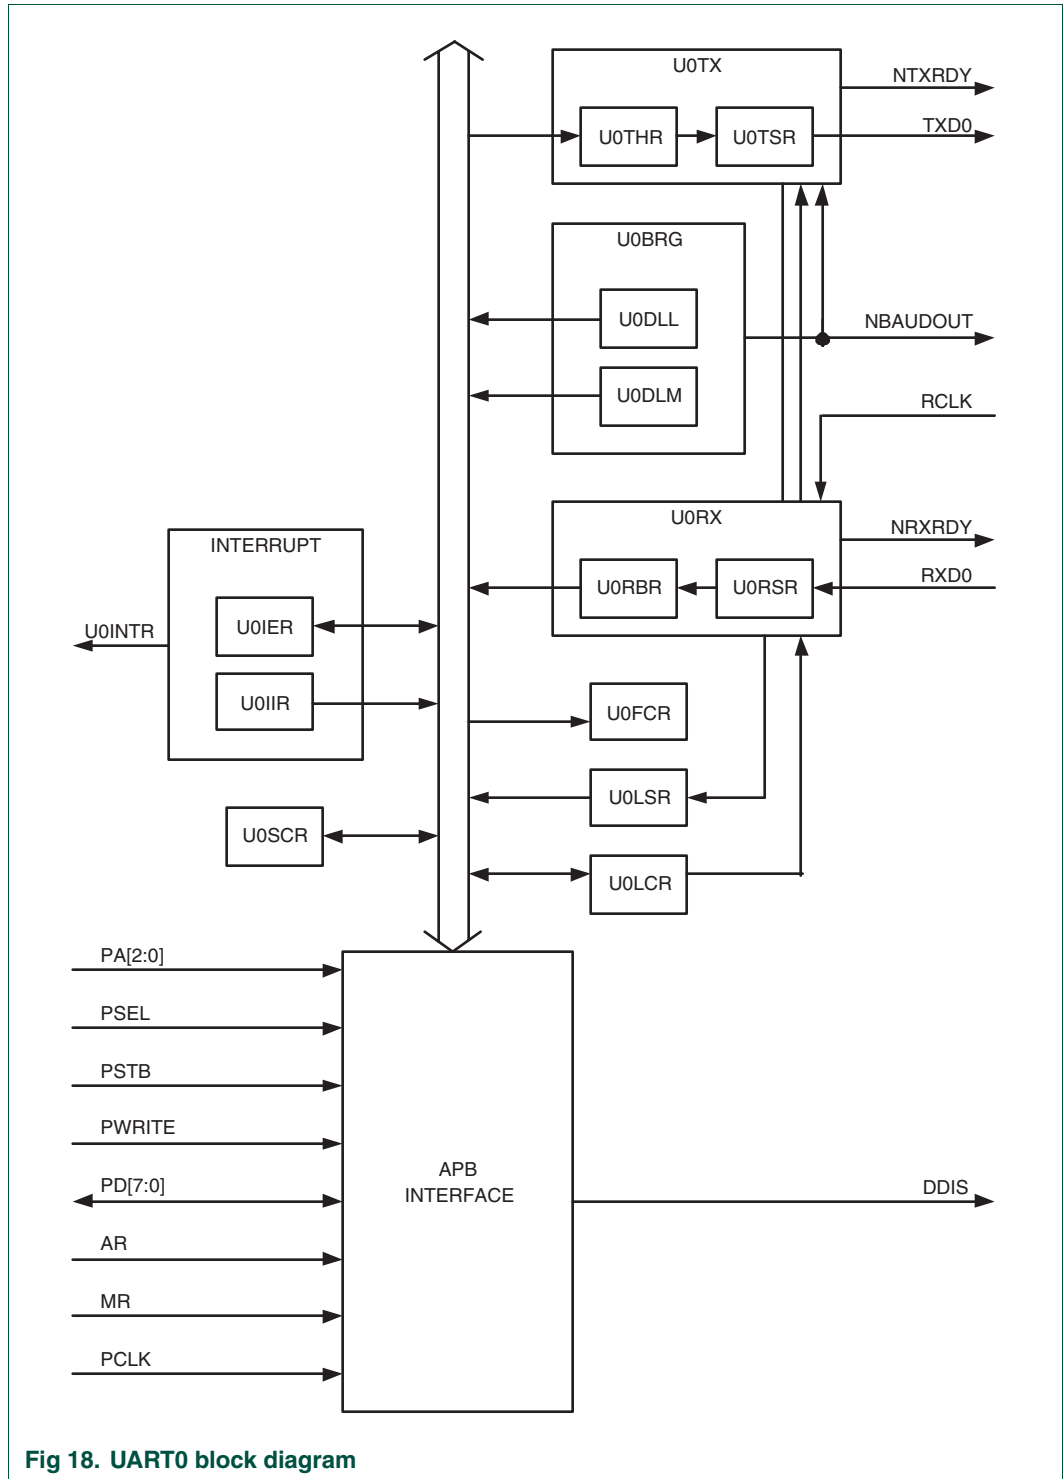 U0TX
NTXRDY
U0THR
U0TSR
TXD0
U0BRG
U0DLL
NBAUDOUT
U0DLM
RCLK
U0RX
NRXRDY
U0RBR
U0RSR
RXD0
INTERRUPT
U0INTR
U0IER
U0IIR
U0FCR
U0LSR
U0SCR
U0LCR
PA[2:0]
PSEL
PSTB
PWRITE
PD[7:0]
AR
MR
PCLK
APB
INTERFACE
DDIS
Fig 18. UART0 block diagram